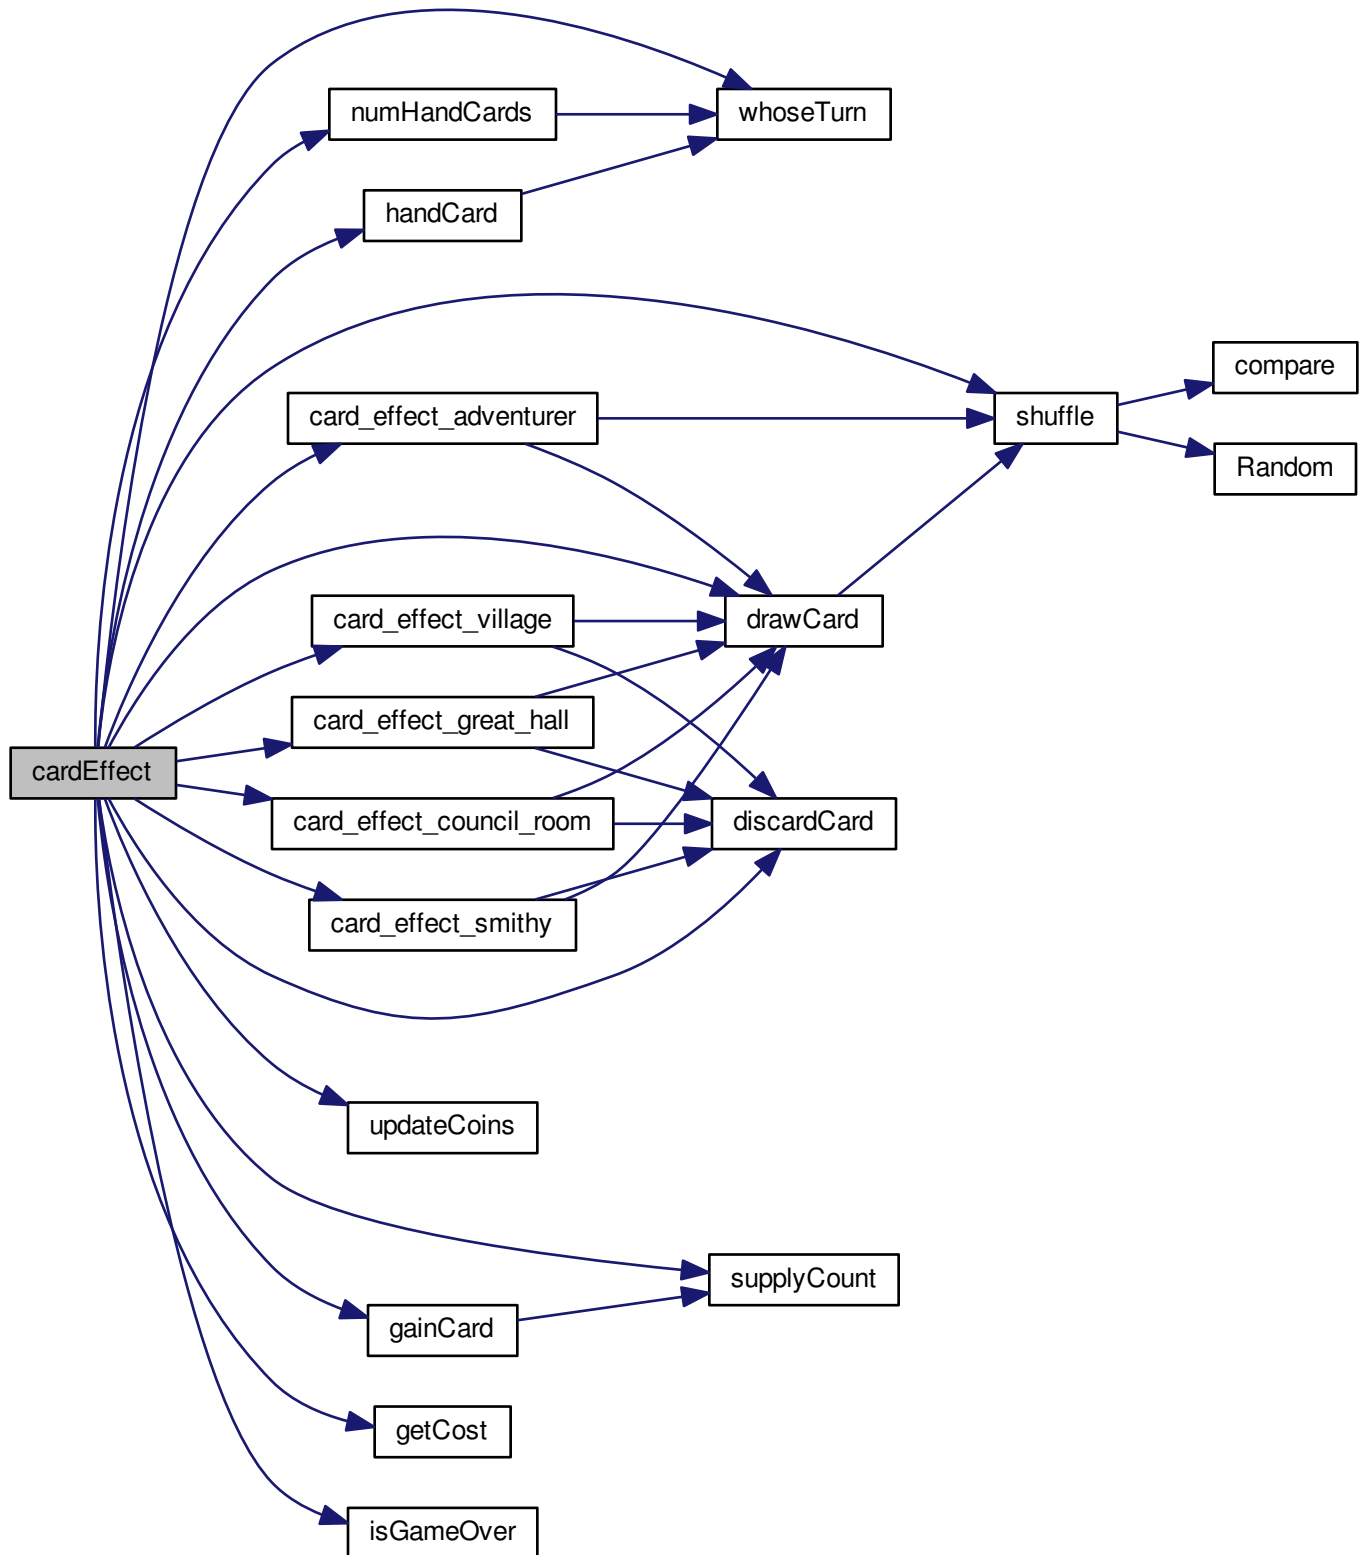 numHandCards
whoseTurn
handCard
compare
card_effect_adventurer
shuffle
Random
card_effect_village
drawCard
card_effect_great_hall
cardEffect
card_effect_council_room
discardCard
card_effect_smithy
updateCoins
supplyCount
gainCard
getCost
isGameOver